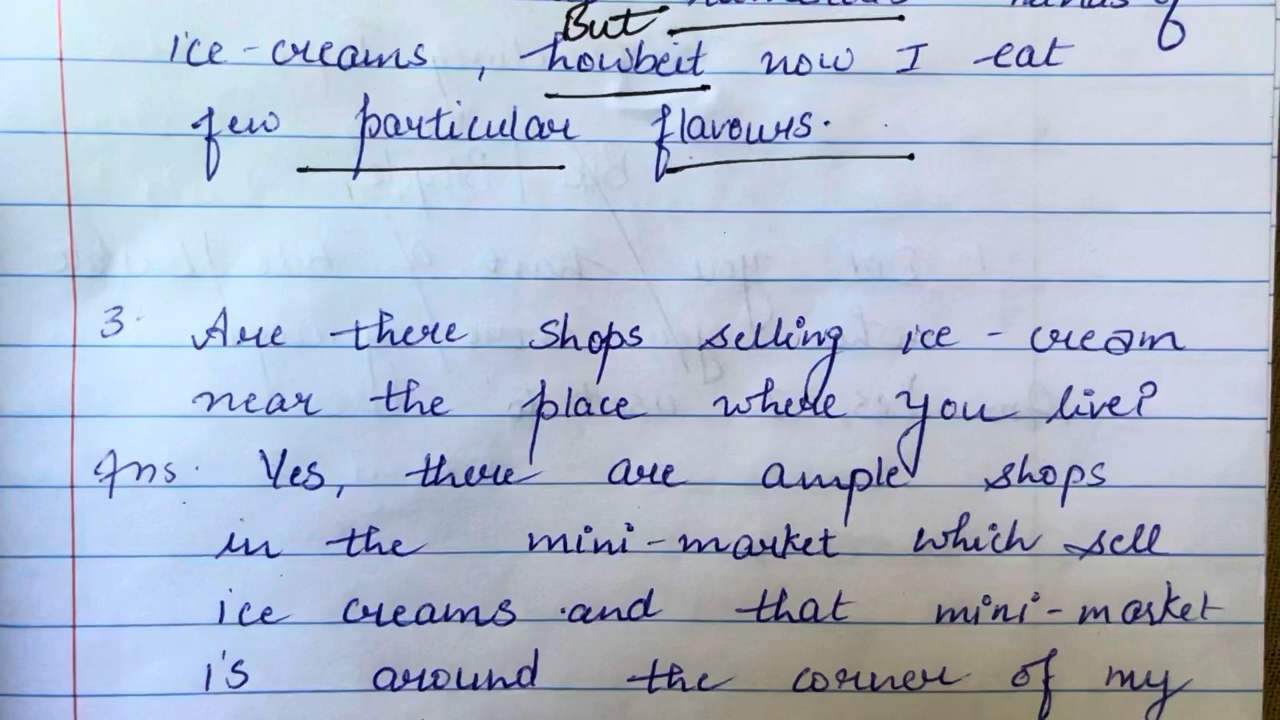 But
ice-creams, howbeit now I eat
few particular flavours.
3. Are there shops selling ice-cream
near the place where you live?
Ans. Yes, there are ample shops
in the mini-market which sell
ice creams and that mini-market
is around the corner of my